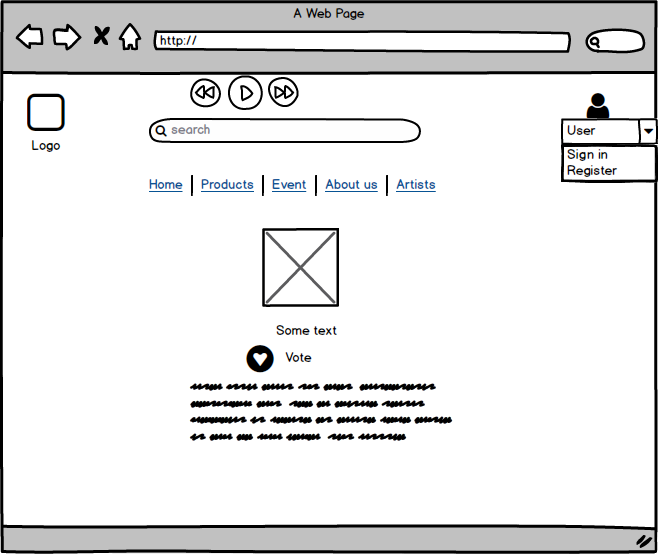 A Web Page
http://
search
Logo
User
Sign in
Register
Home Products Event About us Artists
Some text
Vote